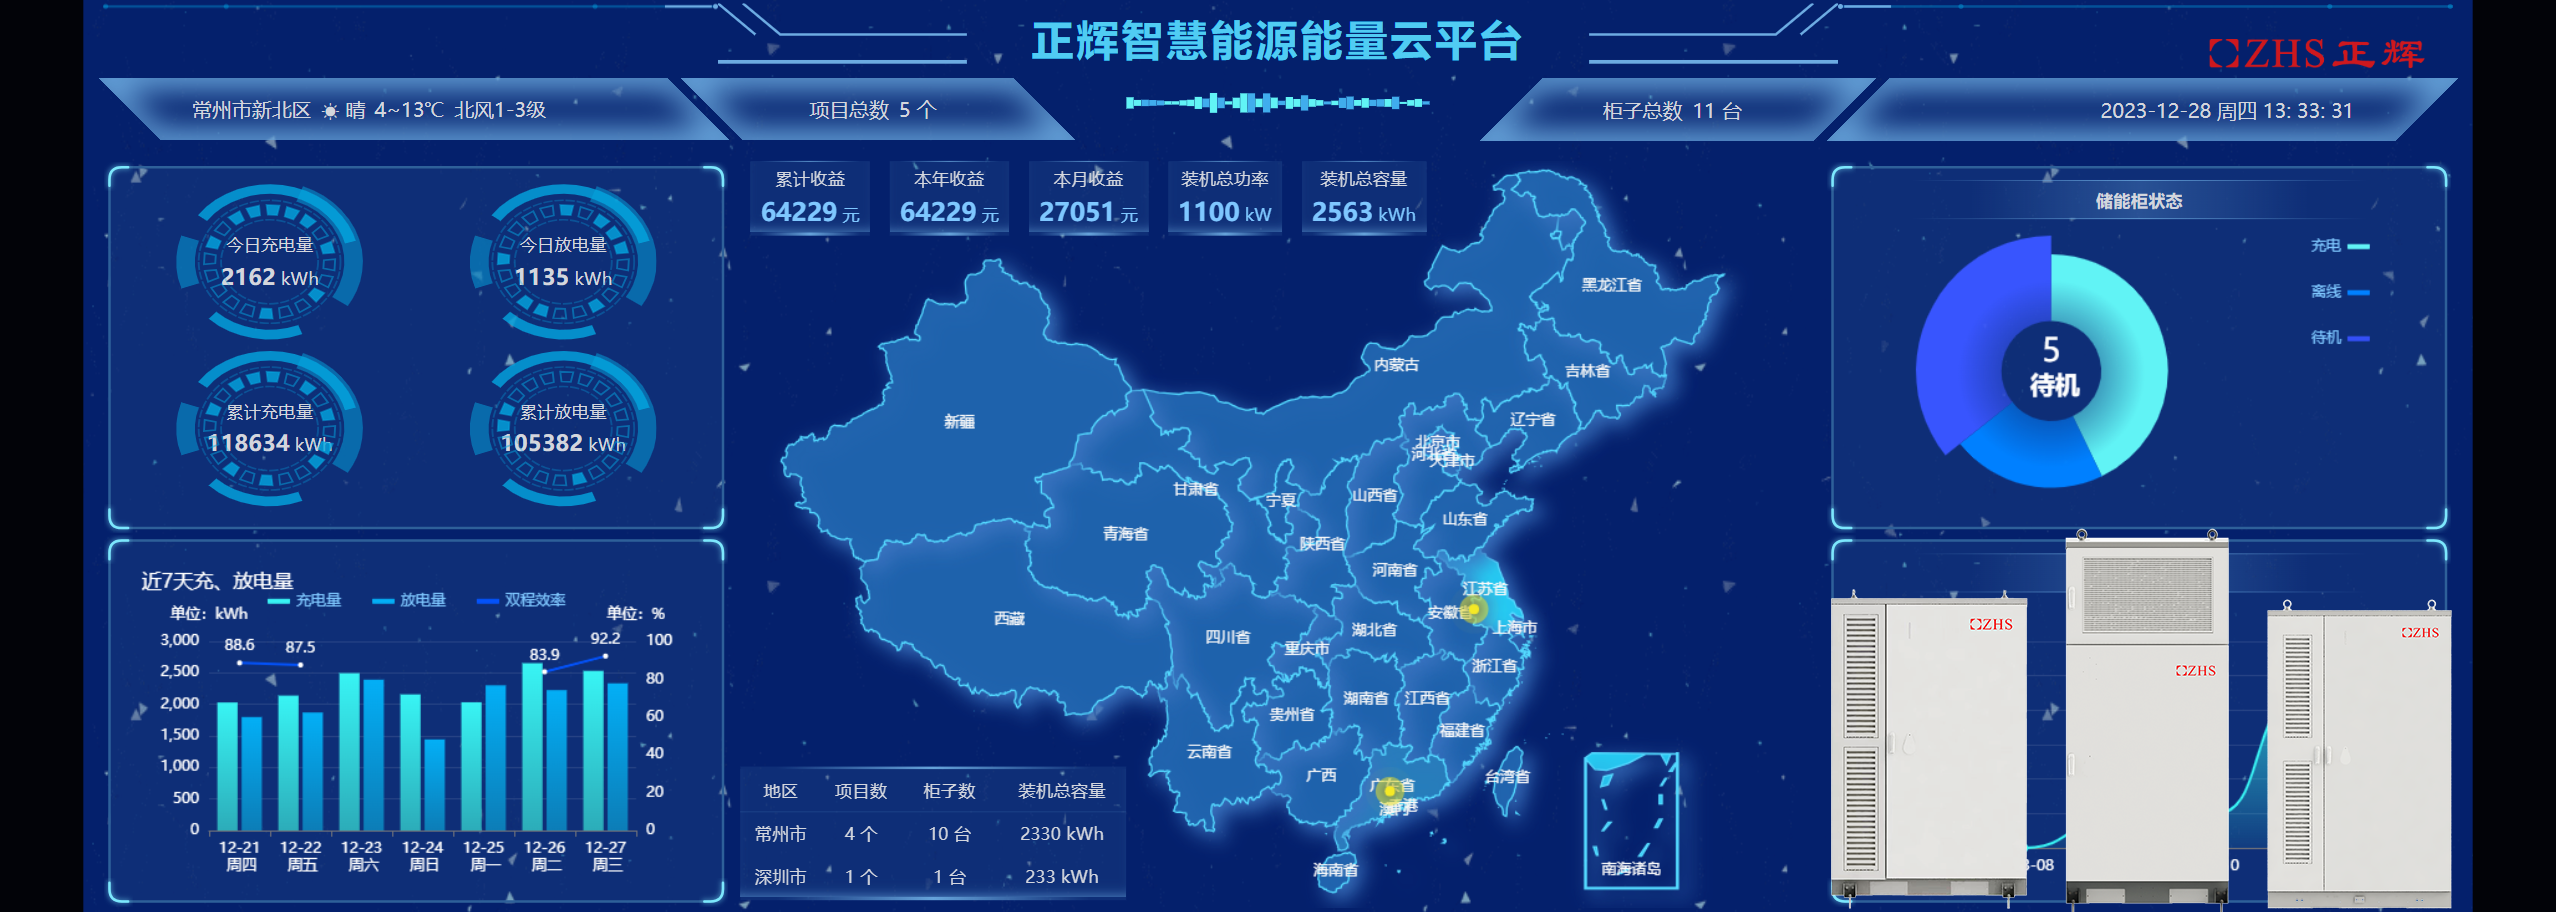 正辉智慧能源能量云平台
ZHS正辉
常州市新北区 晴 4~13℃ 北风1-3级
项目总数 5 个
柜子总数 11 台
2023-12-28 周四 13: 33: 31
今日充电量
2162 kWh
今日放电量
1135 kWh
累计充电量
118634 kWh
累计放电量
105382 kWh
近7天充、放电量
充电量 放电量 双程效率
单位：kWh
单位：%
3,000
2,500
2,000
1,500
1,000
500
0
88.6
87.5
83.9
92.2
100
80
60
40
20
0
12-21 周四
12-22 周五
12-23 周六
12-24 周日
12-25 周一
12-26 周二
12-27 周三
累计收益
64229 元
本年收益
64229 元
本月收益
27051 元
装机总功率
1100 kW
装机总容量
2563 kWh
黑龙江省
内蒙古
吉林省
新疆
辽宁省
北京市
河北省
天津市
甘肃省
宁夏
山西省
山东省
青海省
陕西省
河南省
江苏省
安徽省
西藏
上海市
四川省
湖北省
重庆市
浙江省
湖南省
江西省
贵州省
福建省
云南省
广西
台湾省
广东省
香港
海南省
南海诸岛
地区 项目数 柜子数 装机总容量
常州市 4 个 10 台 2330 kWh
深圳市 1 个 1 台 233 kWh
储能柜状态
充电
离线
待机
5
待机
ZHS
ZHS
ZHS
-08
0